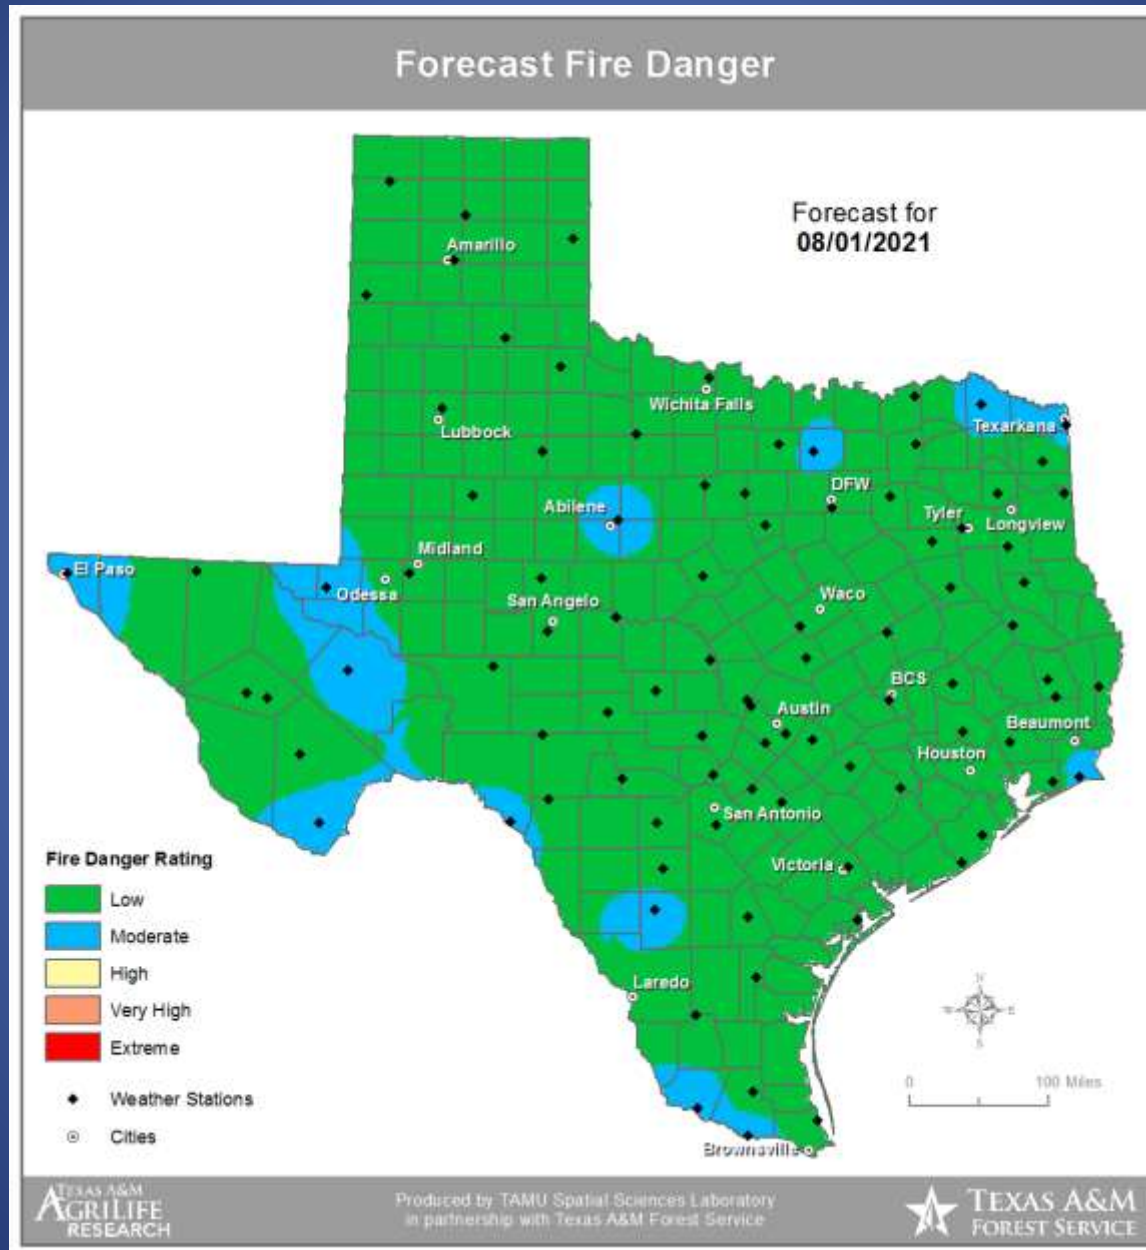 Forecast Fire Danger
Forecast for
08/01/2021
Amarillo
Wichita Falls
Lubbock
Texarkana
DFW
Abilene
Tyler
Longview
Midland
El Paso
Odessa
San Angelo
Waco
BCS
Austin
Beaumont
Houston
San Antonio
Victoria
Laredo
Brownsville
Fire Danger Rating
Low
Moderate
High
Very High
Extreme
Weather Stations
Cities
N
W E
S
0 100 Miles
TEXAS A&M
AGRILIFE
RESEARCH
Produced by TAMU Spatial Sciences Laboratory
in partnership with Texas A&M Forest Service
TEXAS A&M
FOREST SERVICE